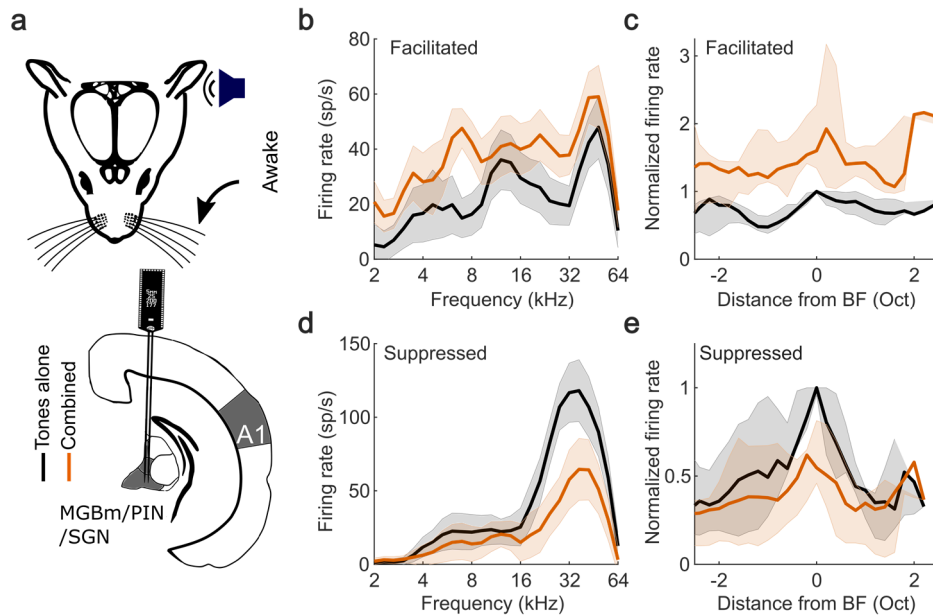 a
Awake
Tones alone
Combined
A1
MGBm/PIN
/SGN
b
Facilitated
Firing rate (sp/s)
80
60
40
20
0
2 4 8 16 32 64
Frequency (kHz)
c
Facilitated
Normalized firing rate
3
2
1
0
-2 0 2
Distance from BF (Oct)
d
Suppressed
Firing rate (sp/s)
150
100
50
0
2 4 8 16 32 64
Frequency (kHz)
e
Suppressed
Normalized firing rate
1
0.5
0
-2 0 2
Distance from BF (Oct)